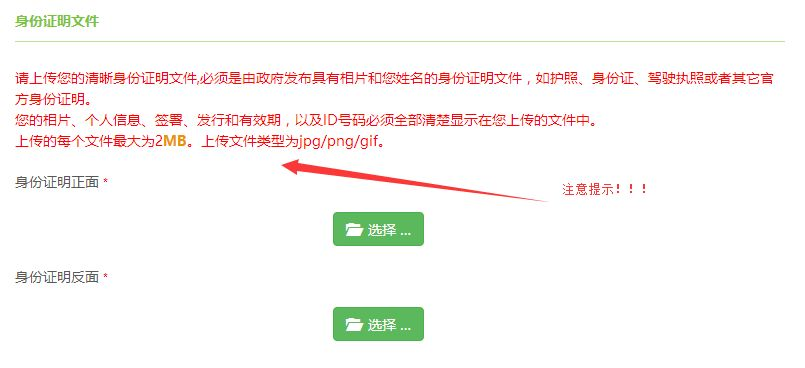 身份证明文件
请上传您的清晰身份证明文件,必须是由政府发布具有相片和您姓名的身份证明文件，如护照、身份证、驾驶执照或者其它官
方身份证明。
您的相片、个人信息、签署、发行和有效期，以及ID号码必须全部清楚显示在您上传的文件中。
上传的每个文件最大为2MB。上传文件类型为jpg/png/gif。
身份证明正面 *
注意提示！！！
选择 ...
身份证明反面 *
选择 ...